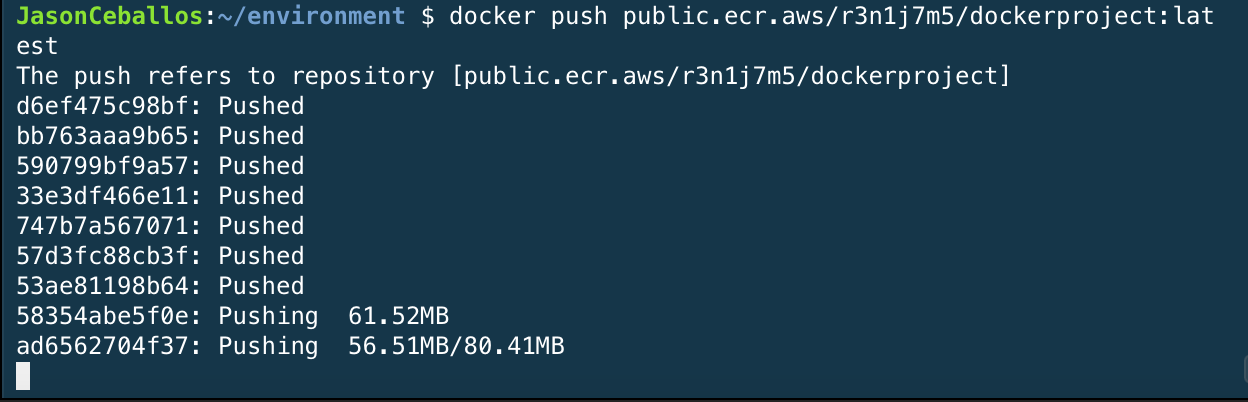 JasonCeballos:~/environment $ docker push public.ecr.aws/r3n1j7m5/dockerproject:lat
est
The push refers to repository [public.ecr.aws/r3n1j7m5/dockerproject]
d6ef475c98bf: Pushed
bb763aaa9b65: Pushed
590799bf9a57: Pushed
33e3df466e11: Pushed
747b7a567071: Pushed
57d3fc88cb3f: Pushed
53ae81198b64: Pushed
58354abe5f0e: Pushing  61.52MB
ad6562704f37: Pushing  56.51MB/80.41MB